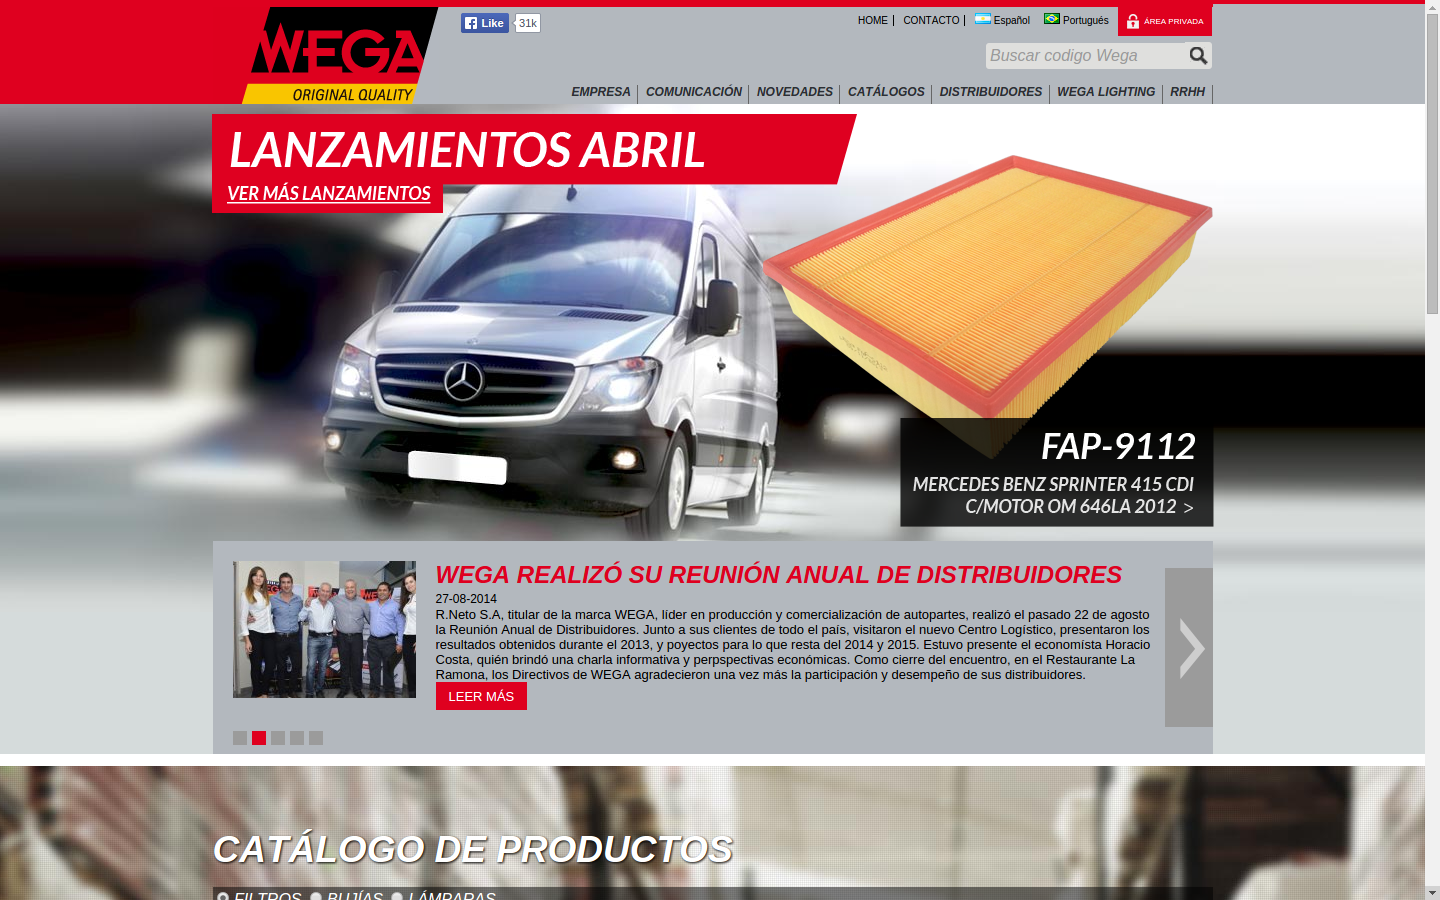 WEGA
ORIGINAL QUALITY
Like
31k
HOME
CONTACTO
Español
Portugués
ÁREA PRIVADA
Buscar codigo Wega
EMPRESA
COMUNICACIÓN
NOVEDADES
CATÁLOGOS
DISTRIBUIDORES
WEGA LIGHTING
RRHH
LANZAMIENTOS ABRIL
VER MÁS LANZAMIENTOS
FAP-9112
MERCEDES BENZ SPRINTER 415 CDI
C/MOTOR OM 646LA 2012 >
WEGA REALIZÓ SU REUNIÓN ANUAL DE DISTRIBUIDORES
27-08-2014
R.Neto S.A, titular de la marca WEGA, líder en producción y comercialización de autopartes, realizó el pasado 22 de agosto
la Reunión Anual de Distribuidores. Junto a sus clientes de todo el país, visitaron el nuevo Centro Logístico, presentaron los
resultados obtenidos durante el 2013, y poyectos para lo que resta del 2014 y 2015. Estuvo presente el economísta Horacio
Costa, quién brindó una charla informativa y perpspectivas económicas. Como cierre del encuentro, en el Restaurante La
Ramona, los Directivos de WEGA agradecieron una vez más la participación y desempeño de sus distribuidores.
LEER MÁS
CATÁLOGO DE PRODUCTOS
FILTROS
BUJÍAS
LÁMPARAS